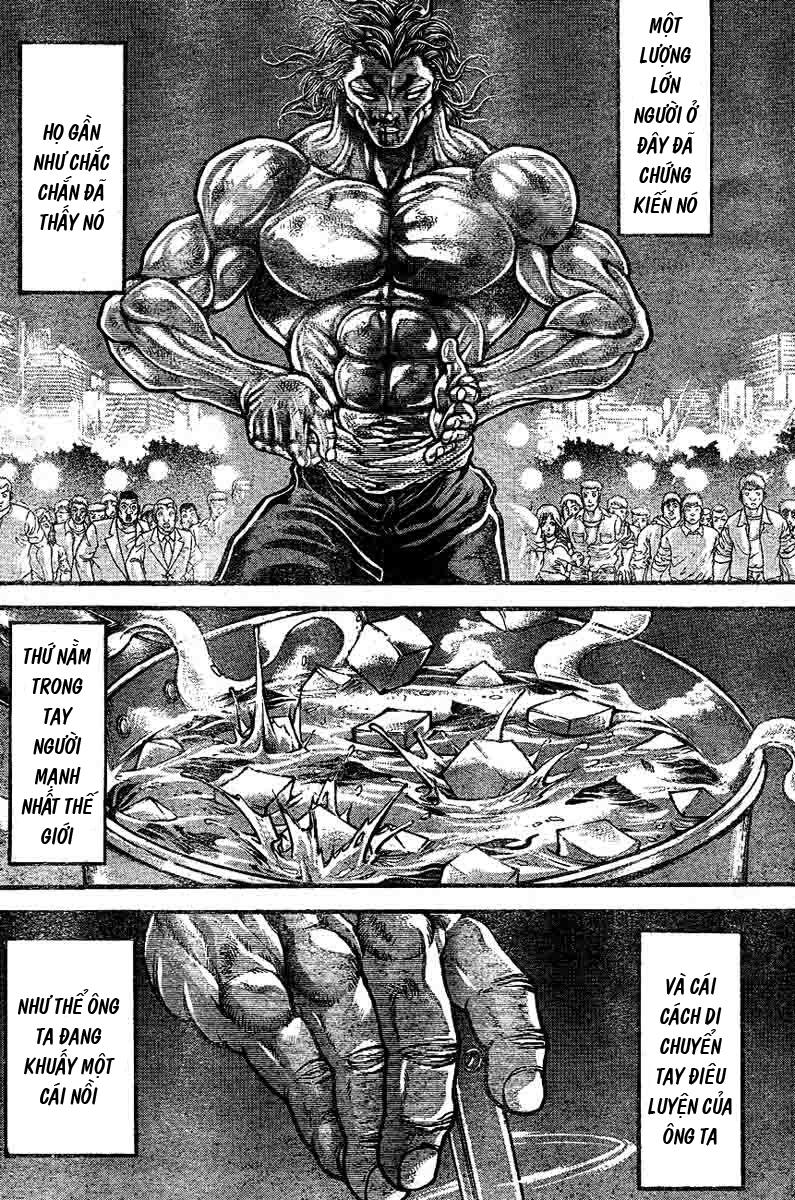 MỘT
LƯỢNG
LỚN
NGƯỜI Ở
ĐÂY ĐÃ
CHỨNG
KIẾN NÓ
HỌ GẦN
NHƯ CHẮC
CHẮN ĐÃ
THẤY NÓ
THỨ NẰM
TRONG
TAY
NGƯỜI
MẠNH
NHẤT THẾ
GIỚI
VÀ CÁI
CÁCH DI
CHUYỂN
TAY ĐIÊU
LUYỆN CỦA
ÔNG TA
NHƯ THỂ ÔNG
TA ĐANG
KHUẤY MỘT
CÁI NỒI